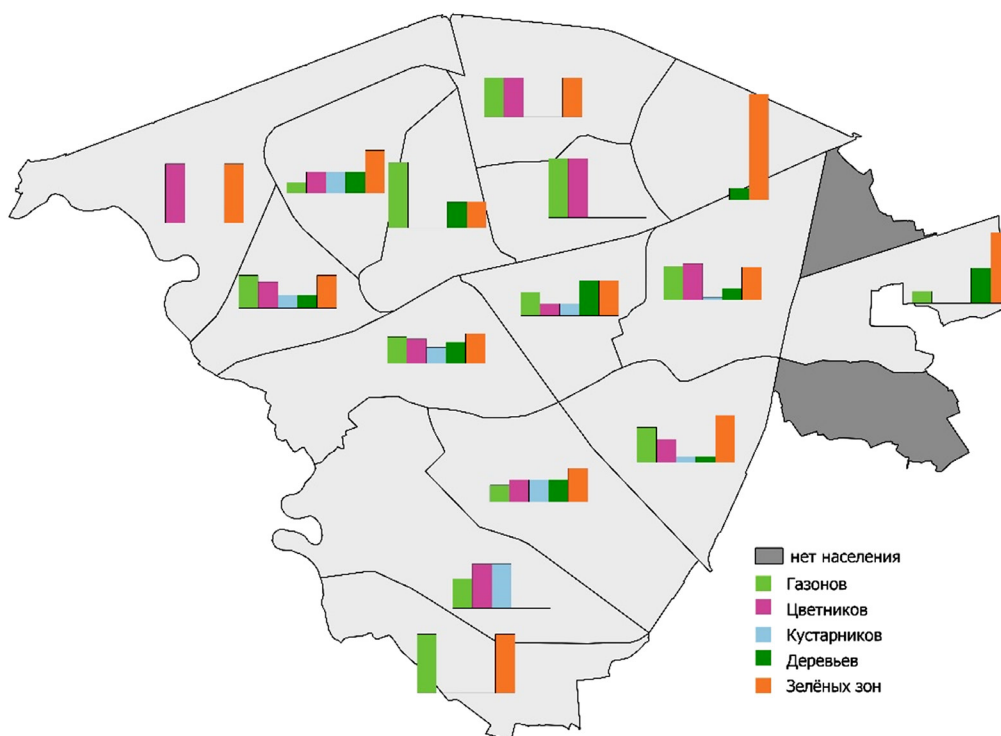 нет населения
Газонов
Цветников
Кустарников
Деревьев
Зелёных зон